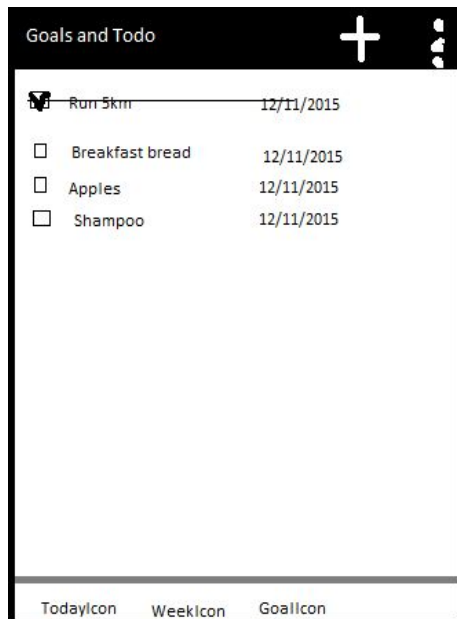 Goals and Todo
Run 5km 12/11/2015
Breakfast bread 12/11/2015
Apples 12/11/2015
Shampoo 12/11/2015
TodayIcon WeekIcon GoalIcon